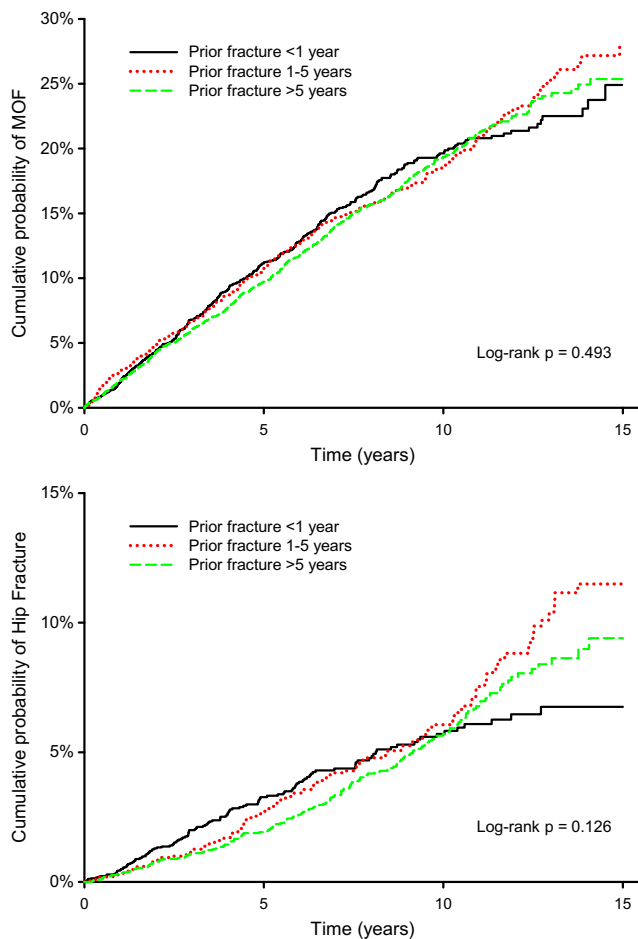 30%
25%
20%
15%
10%
5%
0%
Cumulative probability of MOF
Prior fracture <1 year
Prior fracture 1-5 years
Prior fracture >5 years
Log-rank p = 0.493
0 5 10 15
Time (years)
15%
10%
5%
0%
Cumulative probability of Hip Fracture
Prior fracture <1 year
Prior fracture 1-5 years
Prior fracture >5 years
Log-rank p = 0.126
0 5 10 15
Time (years)